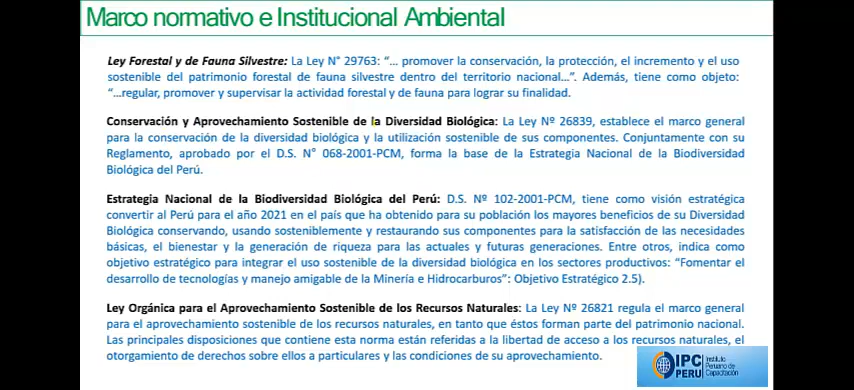 Marco normativo e Institucional Ambiental
Ley Forestal y de Fauna Silvestre: La Ley N° 29763: “... promover la conservación, la protección, el incremento y el uso
sostenible del patrimonio forestal de fauna silvestre dentro del territorio nacional...”. Además, tiene como objeto:
“...regular, promover y supervisar la actividad forestal y de fauna para lograr su finalidad.
Conservación y Aprovechamiento Sostenible de la Diversidad Biológica: La Ley Nº 26839, establece el marco general
para la conservación de la diversidad biológica y la utilización sostenible de sus componentes. Conjuntamente con su
Reglamento, aprobado por el D.S. N° 068-2001-PCM, forma la base de la Estrategia Nacional de la Biodiversidad
Biológica del Perú.
Estrategia Nacional de la Biodiversidad Biológica del Perú: D.S. Nº 102-2001-PCM, tiene como visión estratégica
convertir al Perú para el año 2021 en el país que ha obtenido para su población los mayores beneficios de su Diversidad
Biológica conservando, usando sosteniblemente y restaurando sus componentes para la satisfacción de las necesidades
básicas, el bienestar y la generación de riqueza para las actuales y futuras generaciones. Entre otros, indica como
objetivo estratégico para integrar el uso sostenible de la diversidad biológica en los sectores productivos: “Fomentar el
desarrollo de tecnologías y manejo amigable de la Minería e Hidrocarburos”: Objetivo Estratégico 2.5).
Ley Orgánica para el Aprovechamiento Sostenible de los Recursos Naturales: La Ley Nº 26821 regula el marco general
para el aprovechamiento sostenible de los recursos naturales, en tanto que éstos forman parte del patrimonio nacional.
Las principales disposiciones que contiene esta norma están referidas a la libertad de acceso a los recursos naturales, el
otorgamiento de derechos sobre ellos a particulares y las condiciones de su aprovechamiento.
IPC
PERU
Instituto
Peruano de
Capacitación